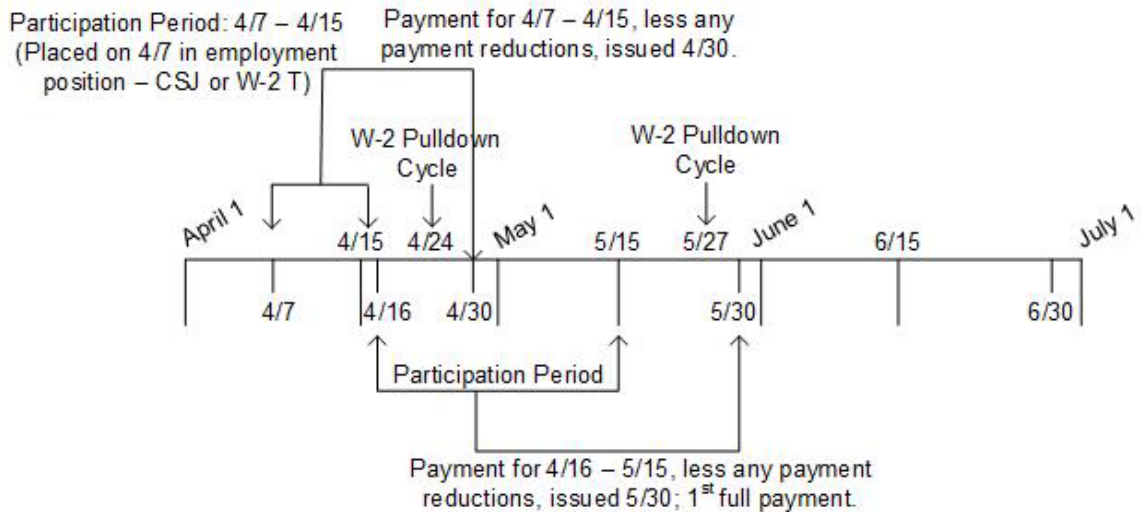 Participation Period: 4/7 – 4/15
(Placed on 4/7 in employment
position – CSJ or W-2 T)
Payment for 4/7 – 4/15, less any
payment reductions, issued 4/30.
W-2 Pulldown
Cycle
W-2 Pulldown
Cycle
April 1
4/15
4/24
May 1
5/15
5/27
June 1
6/15
July 1
4/7
4/16
4/30
5/30
6/30
Participation Period
Payment for 4/16 – 5/15, less any payment
reductions, issued 5/30; 1st full payment.